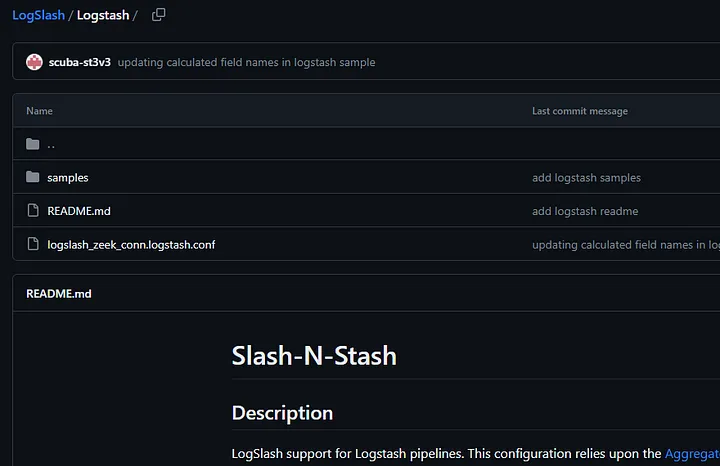 LogSlash / Logstash /
scuba-st3v3 updating calculated field names in logstash sample
Name Last commit message
..
samples add logstash samples
README.md add logstash readme
logslash_zeek_conn.logstash.conf updating calculated field names in lo
README.md
Slash-N-Stash
Description
LogSlash support for Logstash pipelines. This configuration relies upon the Aggregat